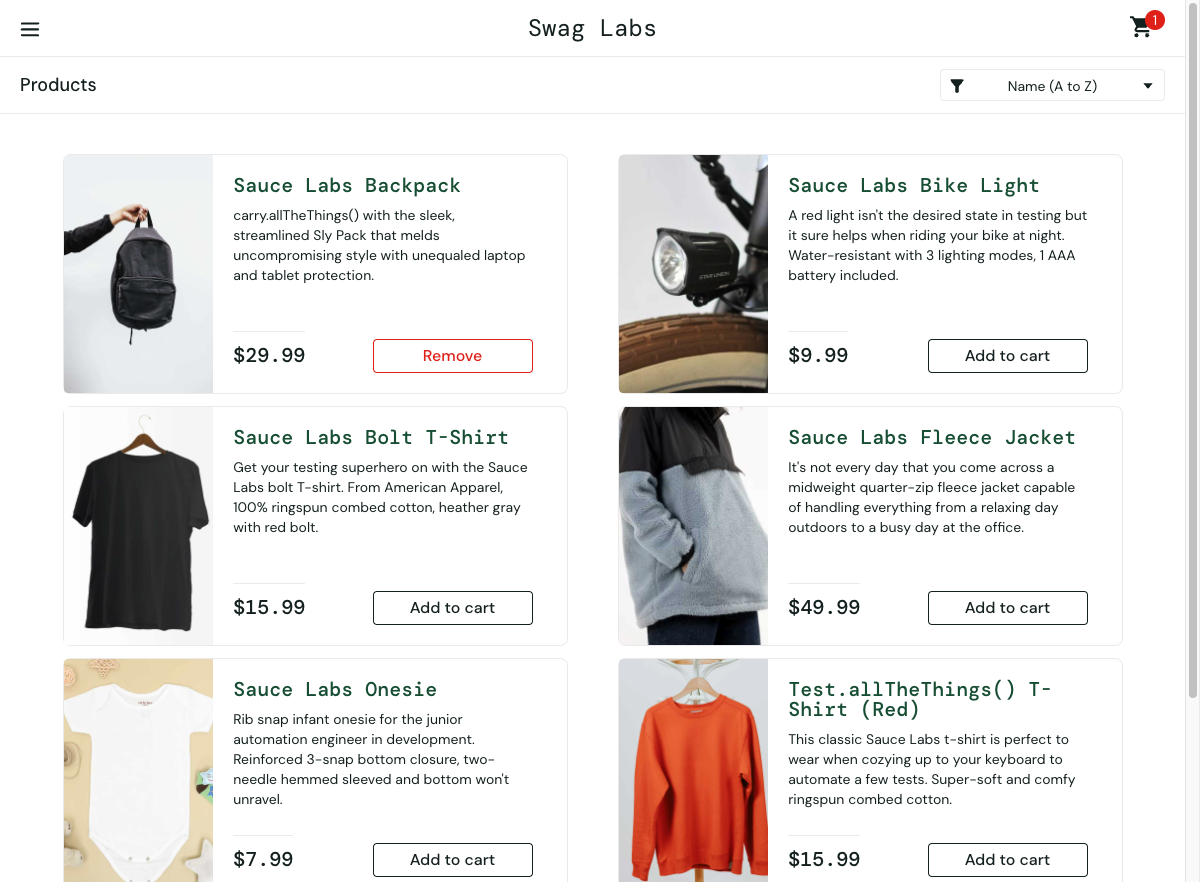 Swag Labs
1
Products
Name (A to Z)
Sauce Labs Backpack
carry.allTheThings() with the sleek,
streamlined Sly Pack that melds
uncompromising style with unequaled laptop
and tablet protection.
$29.99
Remove
Sauce Labs Bike Light
A red light isn't the desired state in testing but
it sure helps when riding your bike at night.
Water-resistant with 3 lighting modes, 1 AAA
battery included.
$9.99
Add to cart
Sauce Labs Bolt T-Shirt
Get your testing superhero on with the Sauce
Labs bolt T-shirt. From American Apparel,
100% ringspun combed cotton, heather gray
with red bolt.
$15.99
Add to cart
Sauce Labs Fleece Jacket
It's not every day that you come across a
midweight quarter-zip fleece jacket capable
of handling everything from a relaxing day
outdoors to a busy day at the office.
$49.99
Add to cart
Sauce Labs Onesie
Rib snap infant onesie for the junior
automation engineer in development.
Reinforced 3-snap bottom closure, two-
needle hemmed sleeved and bottom won't
unravel.
$7.99
Add to cart
Test.allTheThings() T-
Shirt (Red)
This classic Sauce Labs t-shirt is perfect to
wear when cozying up to your keyboard to
automate a few tests. Super-soft and comfy
ringspun combed cotton.
$15.99
Add to cart